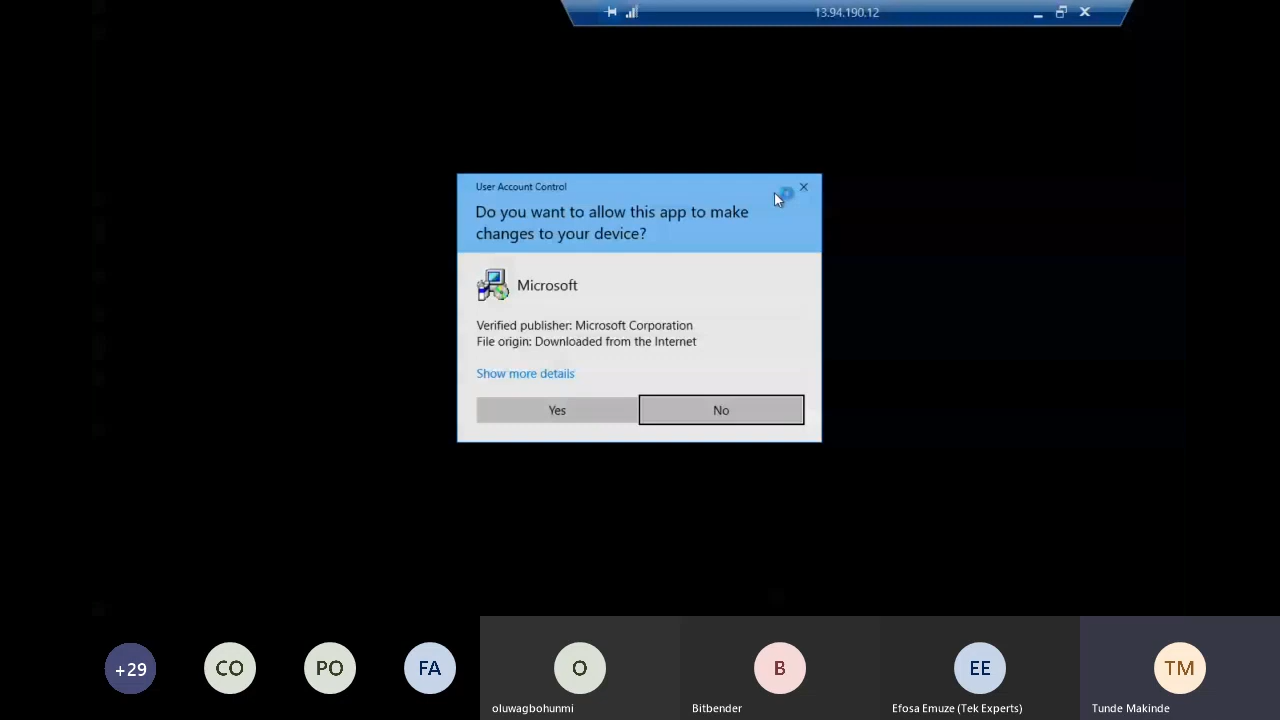 13.94.190.12
User Account Control
Do you want to allow this app to make
changes to your device?
Microsoft
Verified publisher: Microsoft Corporation
File origin: Downloaded from the Internet
Show more details
Yes
No
+29
CO
PO
FA
O
B
EE
TM
oluwagbohunmi
Bitbender
Efosa Emuze (Tek Experts)
Tunde Makinde